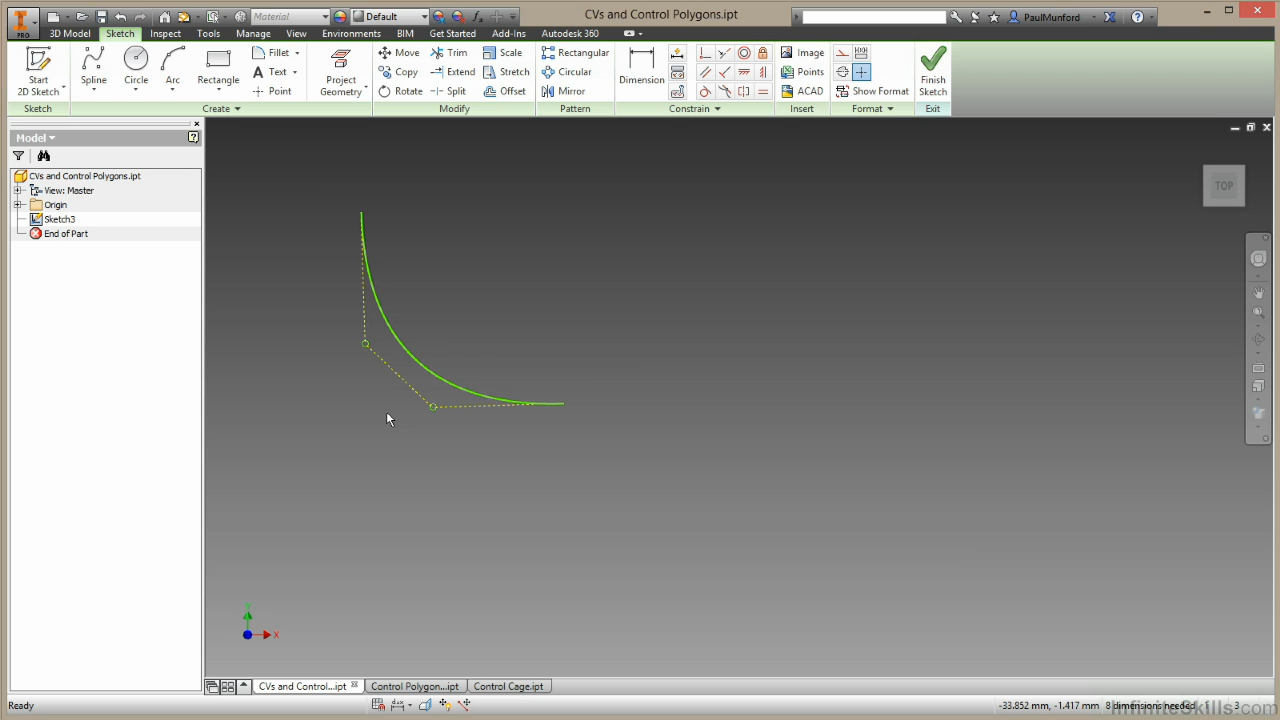 PRO
Material
Default
CVs and Control Polygons.ipt
PaulMunford
3D Model
Sketch
Inspect
Tools
Manage
View
Environments
BIM
Get Started
Add-Ins
Autodesk 360
Start
2D Sketch
Spline
Circle
Arc
Rectangle
Fillet
Text
Point
Project
Geometry
Move
Copy
Rotate
Trim
Extend
Split
Scale
Stretch
Offset
Rectangular
Circular
Mirror
Dimension
Image
Points
ACAD
Show Format
Finish
Sketch
Sketch
Create
Modify
Pattern
Constrain
Insert
Format
Exit
Model
CVs and Control Polygons.ipt
View: Master
Origin
Sketch3
End of Part
TOP
Y
X
CVs and Control...ipt
Control Polygon...ipt
Control Cage.ipt
Ready
-33.852 mm, -1.417 mm
8 dimensions needed
3
InfiniteSkills.com